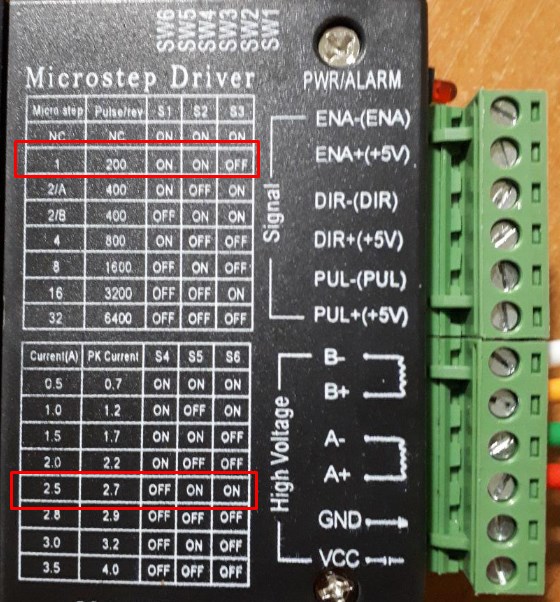 SW6
SW5
SW4
SW3
SW2
SW1
Microstep Driver
PWR/ALARM
Micro step Pulse/rev S1 S2 S3
NC NC ON ON ON
1 200 ON ON OFF
2/A 400 ON OFF ON
2/B 400 OFF ON ON
4 800 ON OFF OFF
8 1600 OFF ON OFF
16 3200 OFF OFF ON
32 6400 OFF OFF OFF
Current(A) PK Current S4 S5 S6
0.5 0.7 ON ON ON
1.0 1.2 ON OFF ON
1.5 1.7 ON ON OFF
2.0 2.2 ON OFF OFF
2.5 2.7 OFF ON ON
2.8 2.9 OFF OFF ON
3.0 3.2 OFF ON OFF
3.5 4.0 OFF OFF OFF
Signal
ENA-(ENA)
ENA+(+5V)
DIR-(DIR)
DIR+(+5V)
PUL-(PUL)
PUL+(+5V)
High Voltage
B-
B+
A-
A+
GND
VCC